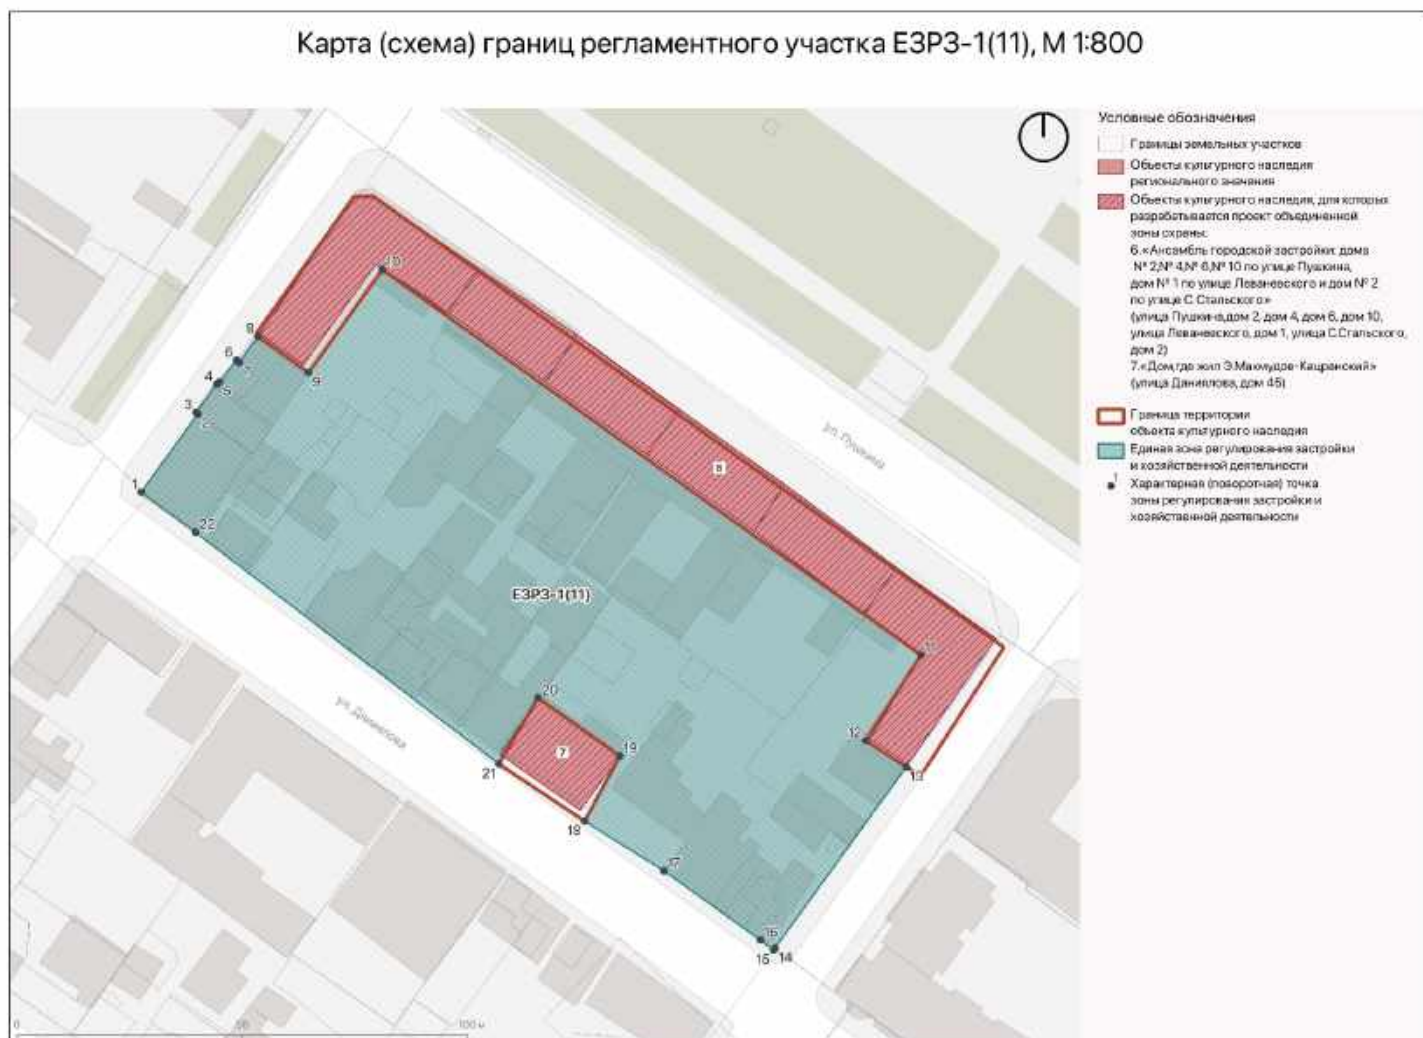 Карта (схема) границ регламентного участка ЕЗРЗ-1(11), М 1:800
Условные обозначения
Границы земельных участков
Объекты культурного наследия
регионального значения
Объекты культурного наследия, для которых
разрабатывается проект объединенной
зоны охраны:
6.«Ансамбль городской застройки: дома
№ 2,№ 4,№ 6,№ 10 по улице Пушкина,
дом № 1 по улице Леваневского и дом № 2
по улице С. Стальского»
(улица Пушкина,дом 2, дом 4, дом 6, дом 10,
улица Леваневского, дом 1, улица С.Стальского,
дом 2)
7.«Дом,где жил Э.Махмудов-Кацранский»
(улица Даниялова, дом 45)
Граница территории
объекта культурного наследия
Единая зона регулирования застройки
и хозяйственной деятельности
1
Характерная (поворотная) точка
зоны регулирования застройки и
хозяйственной деятельности
10
8
9
6
7
4
5
3
2
1
22
ул. Пушкина
ЕЗРЗ-1(11)
11
12
13
20
19
7
21
18
17
16
15
14
ул. Даниялова
0
50
100 м